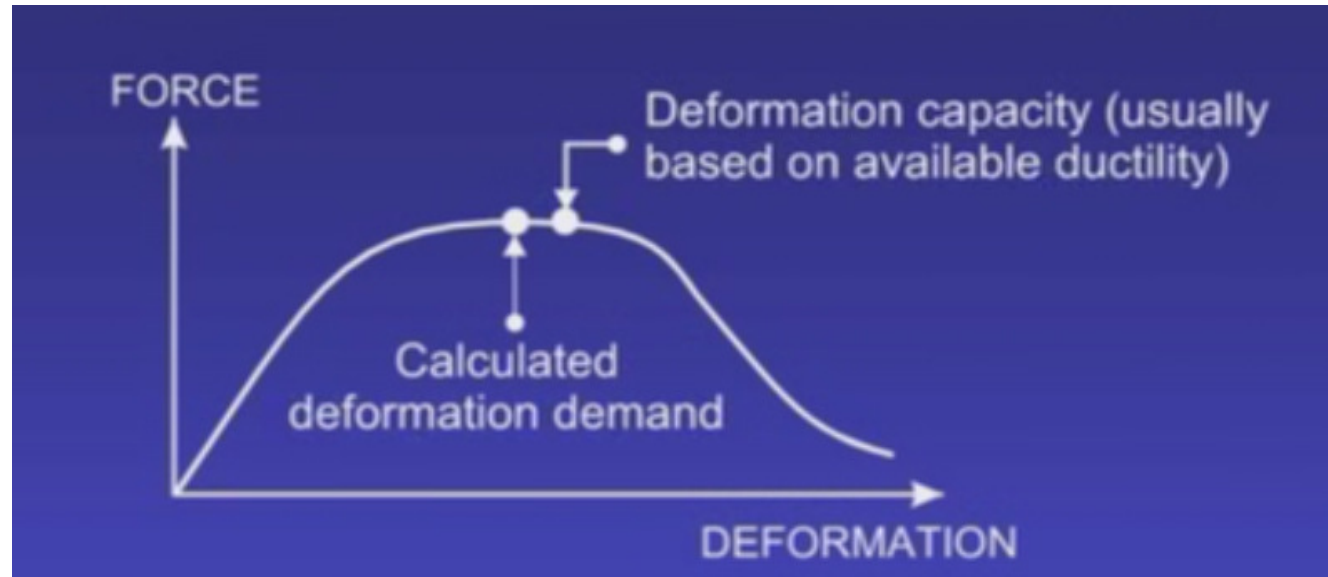 FORCE
Deformation capacity (usually
based on available ductility)
Calculated
deformation demand
DEFORMATION